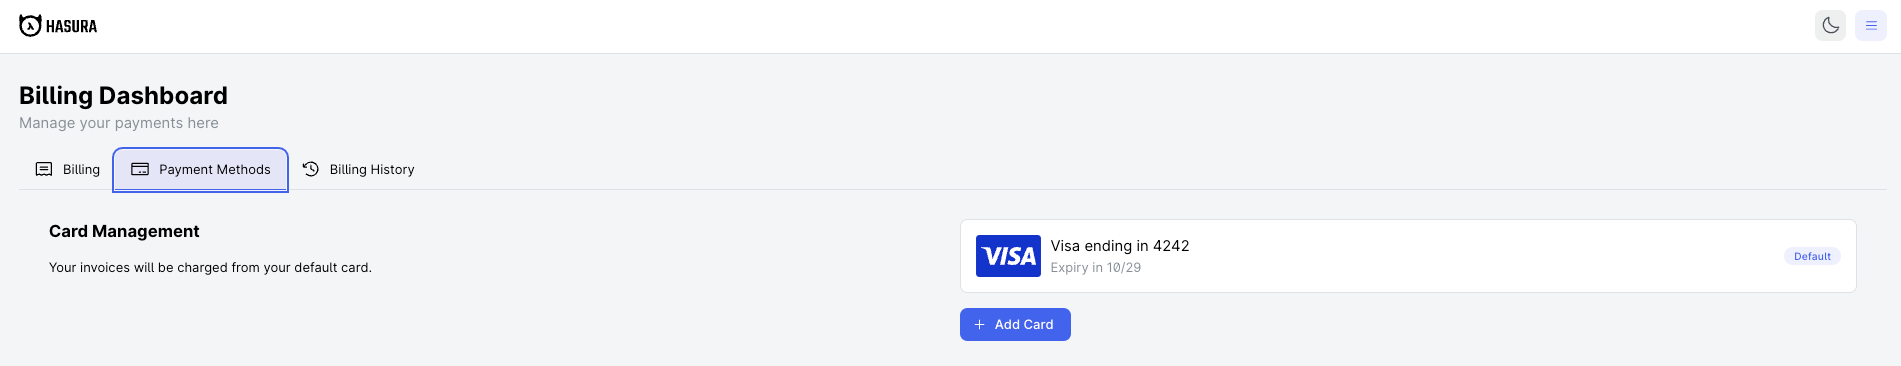 HASURA
Billing Dashboard
Manage your payments here
Billing
Payment Methods
Billing History
Card Management
Your invoices will be charged from your default card.
VISA
Visa ending in 4242
Expiry in 10/29
Default
+ Add Card